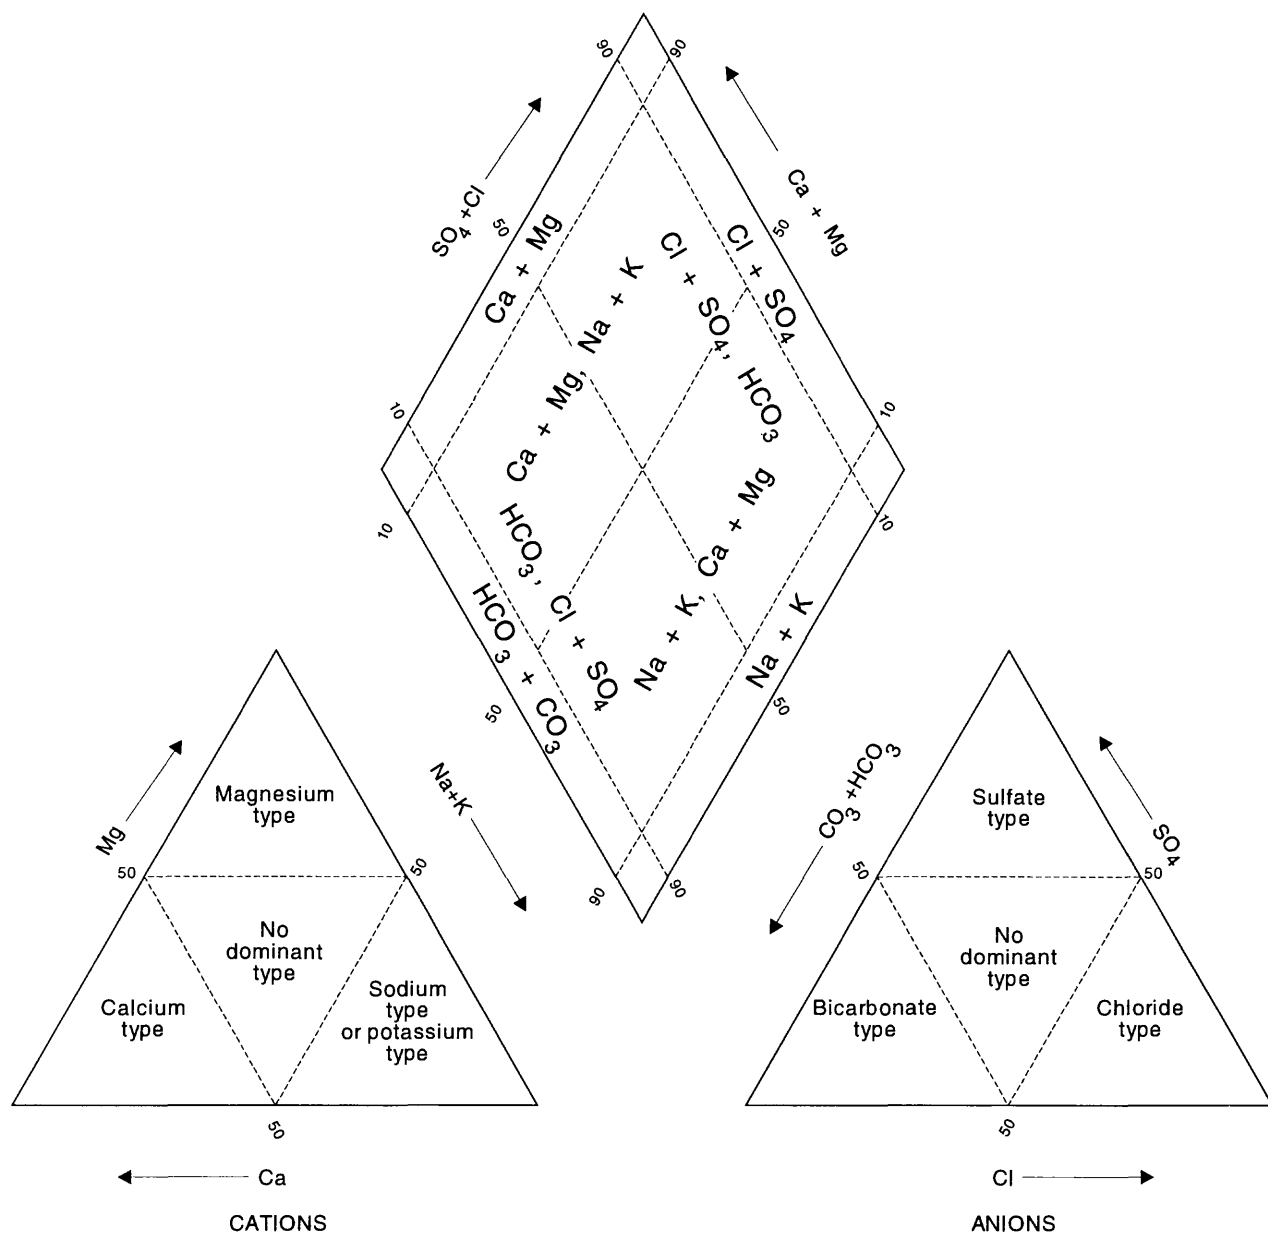 90
90
SO4+Cl
Ca + Mg
50
50
Ca + Mg
Cl + SO4
Ca + Mg, Na + K
Cl + SO4, HCO3
10
10
10
10
HCO3, Cl + SO4
Na + K, Ca + Mg
HCO3 + CO3
Na + K
50
50
90
90
Mg
Na+K
Magnesium
type
50
50
No
dominant
type
Calcium
type
Sodium
type
or potassium
type
50
Ca
CATIONS
CO3+HCO3
SO4
Sulfate
type
50
50
No
dominant
type
Bicarbonate
type
Chloride
type
50
Cl
ANIONS